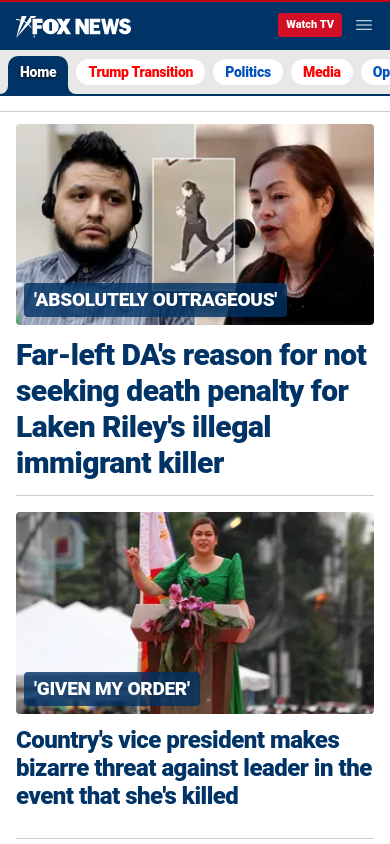 FOX NEWS
Watch TV
Home
Trump Transition
Politics
Media
Op
'ABSOLUTELY OUTRAGEOUS'
Far-left DA's reason for not
seeking death penalty for
Laken Riley's illegal
immigrant killer
'GIVEN MY ORDER'
Country's vice president makes
bizarre threat against leader in the
event that she's killed